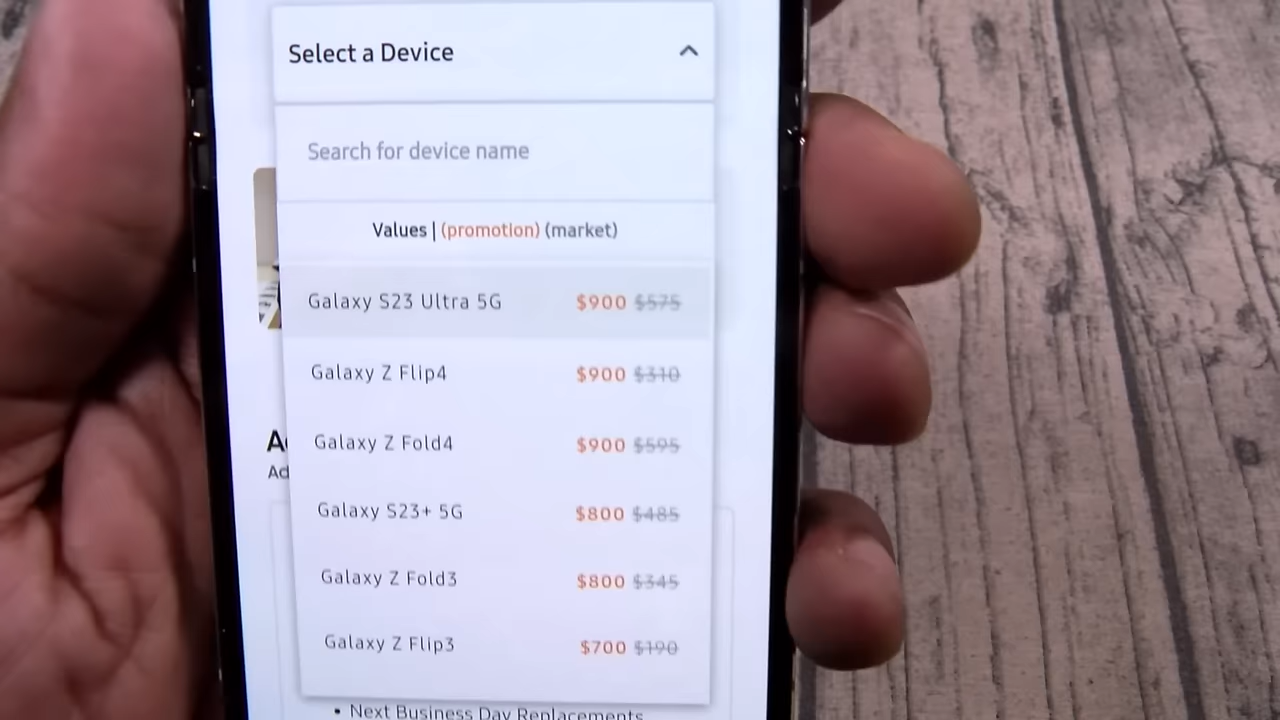 Select a Device
Search for device name
Values | (promotion) (market)
Galaxy S23 Ultra 5G $900 $575
Galaxy Z Flip4 $900 $310
Galaxy Z Fold4 $900 $595
Galaxy S23+ 5G $800 $485
Galaxy Z Fold3 $800 $345
Galaxy Z Flip3 $700 $190
• Next Business Day Replacements